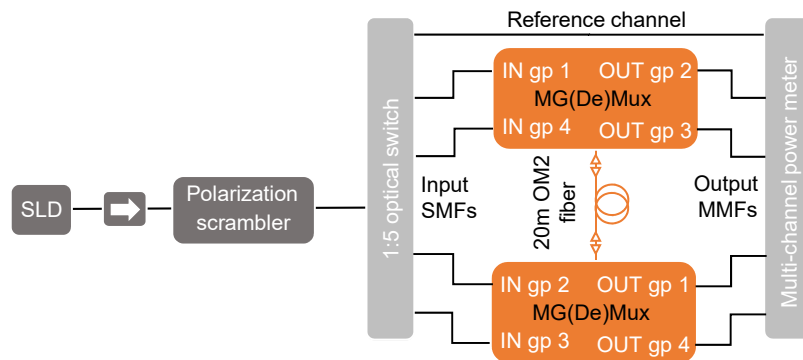 Reference channel
SLD
Polarization
scrambler
1:5 optical switch
Input
SMFs
IN gp 1 OUT gp 2
MG(De)Mux
IN gp 4 OUT gp 3
20m OM2
fiber
IN gp 2 OUT gp 1
MG(De)Mux
IN gp 3 OUT gp 4
Output
MMFs
Multi-channel power meter